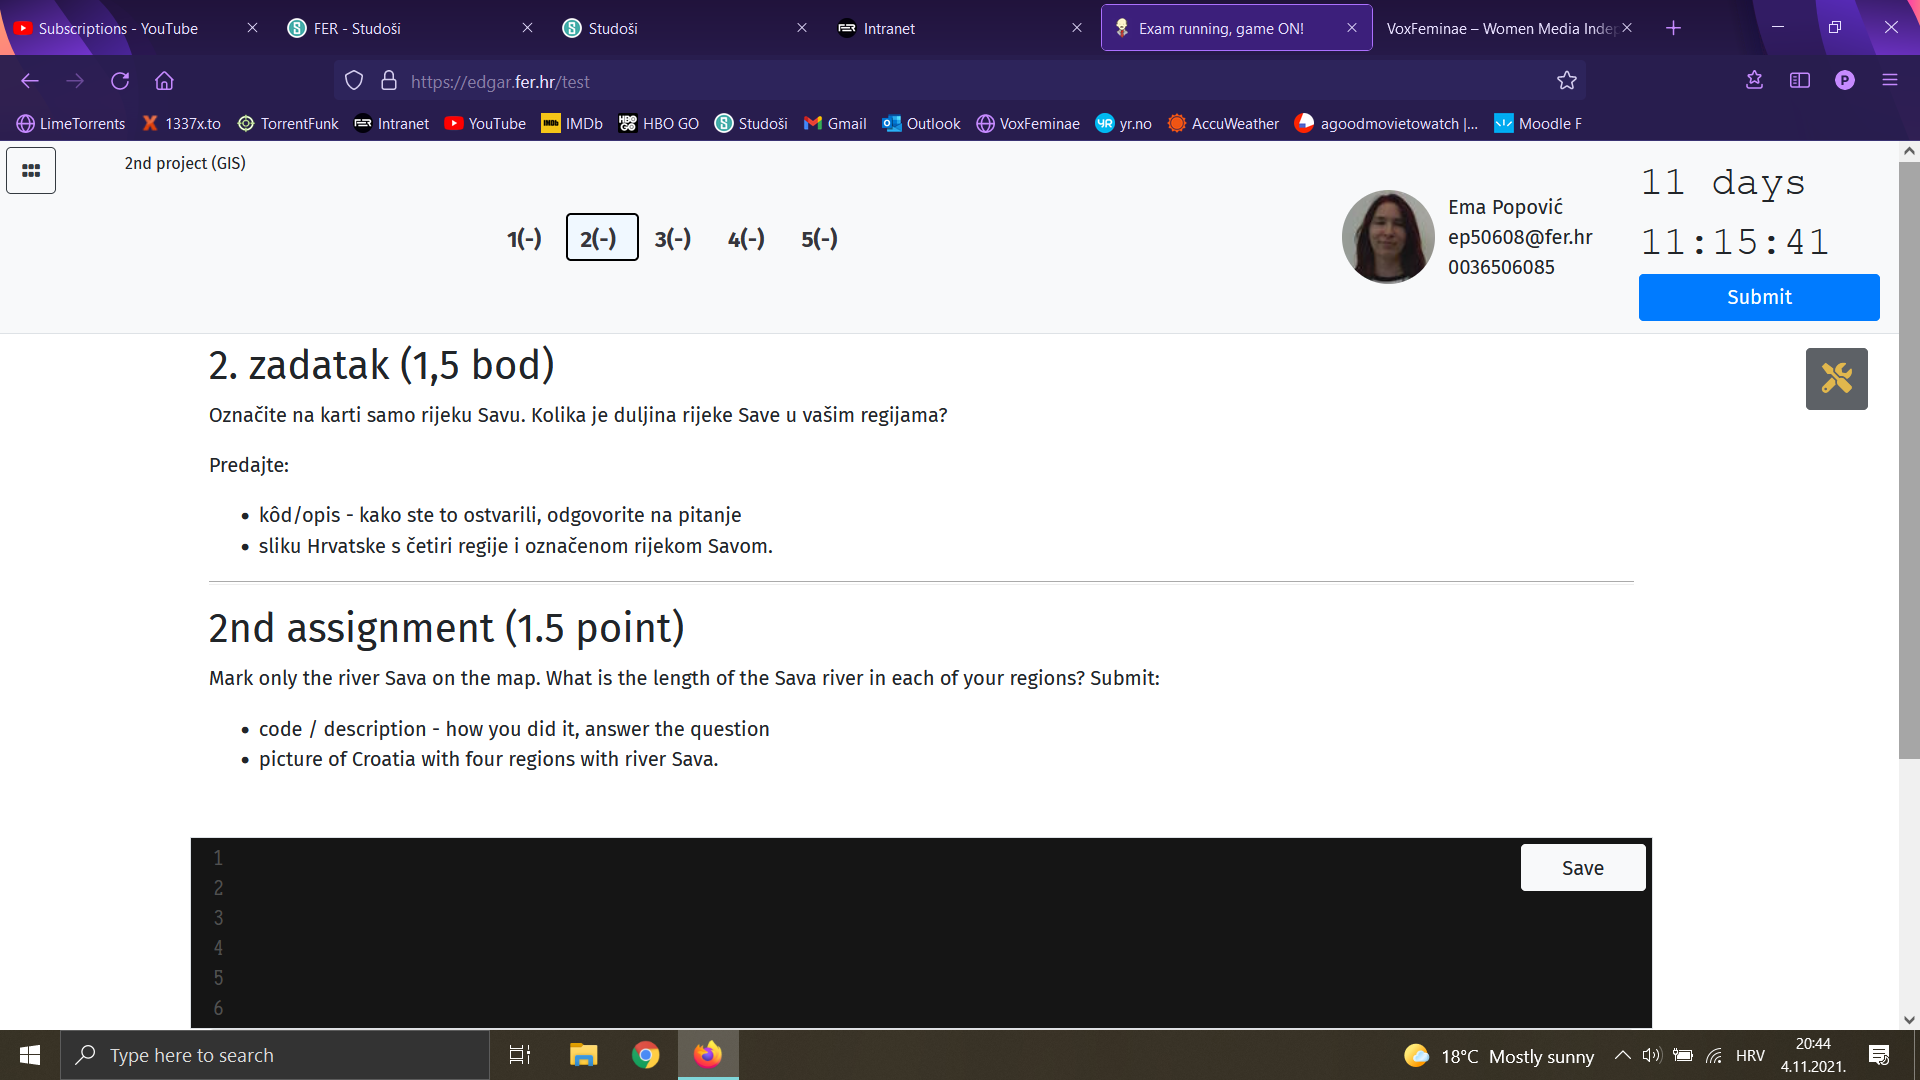 Subscriptions - YouTube
FER - Studoši
Studoši
Intranet
Exam running, game ON!
VoxFeminae – Women Media Inde
https://edgar.fer.hr/test
LimeTorrents
1337x.to
TorrentFunk
Intranet
YouTube
IMDb
HBO GO
Studoši
Gmail
Outlook
VoxFeminae
yr.no
AccuWeather
agoodmovietowatch |...
Moodle F
2nd project (GIS)
1(-) 2(-) 3(-) 4(-) 5(-)
Ema Popović
ep50608@fer.hr
0036506085
11 days
11:15:41
Submit
2. zadatak (1,5 bod)
Označite na karti samo rijeku Savu. Kolika je duljina rijeke Save u vašim regijama?
Predajte:
• kôd/opis - kako ste to ostvarili, odgovorite na pitanje
• sliku Hrvatske s četiri regije i označenom rijekom Savom.
2nd assignment (1.5 point)
Mark only the river Sava on the map. What is the length of the Sava river in each of your regions? Submit:
• code / description - how you did it, answer the question
• picture of Croatia with four regions with river Sava.
Save
1
2
3
4
5
6
Type here to search
18°C Mostly sunny
HRV
20:44
4.11.2021.